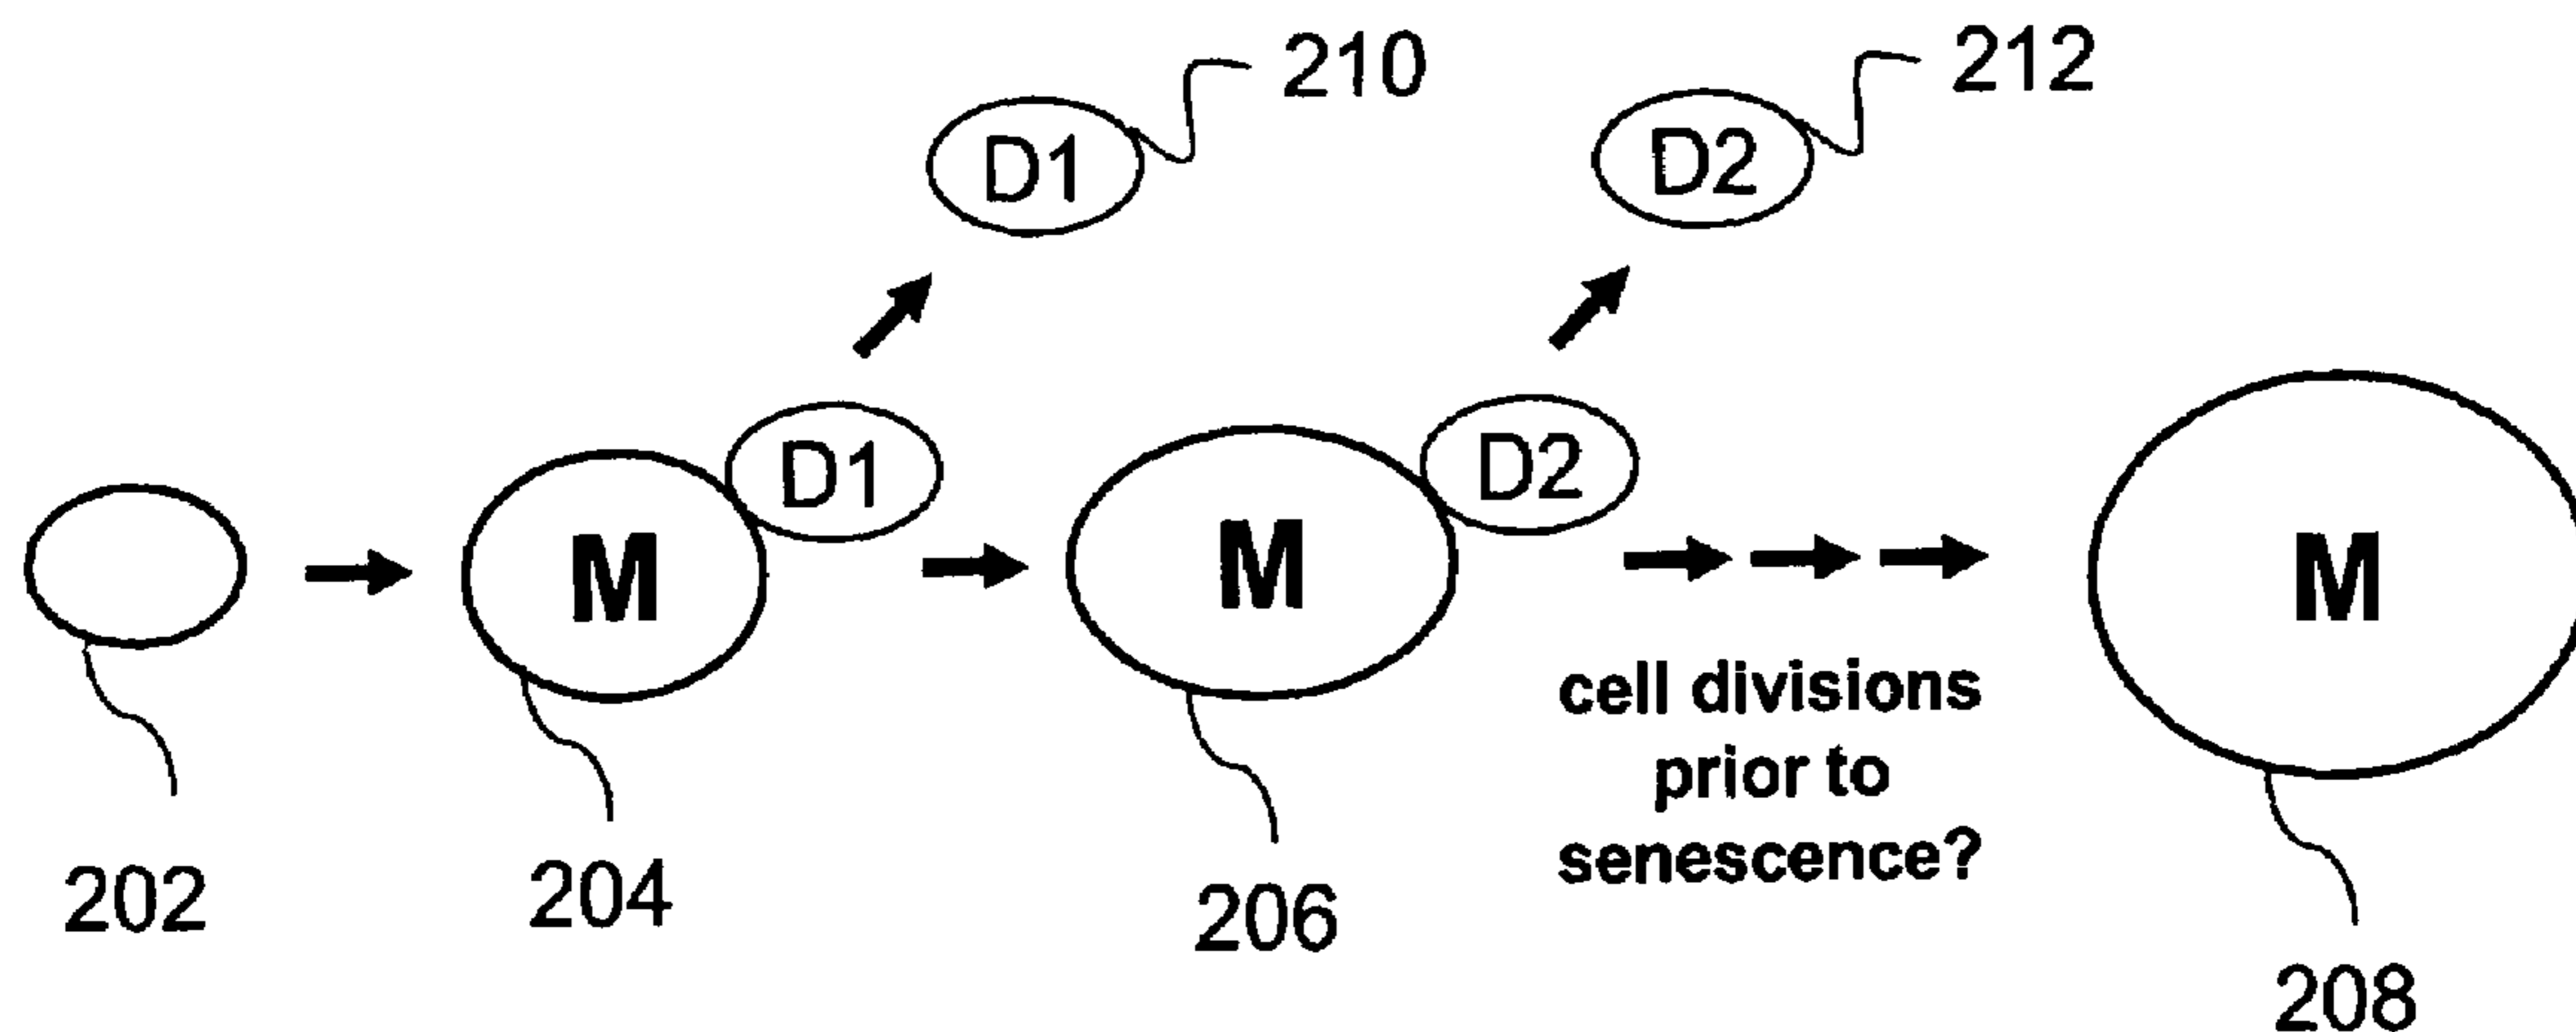 210
212
D1
D2
D1
D2
M
M
M
cell divisions
prior to
senescence?
202
204
206
208